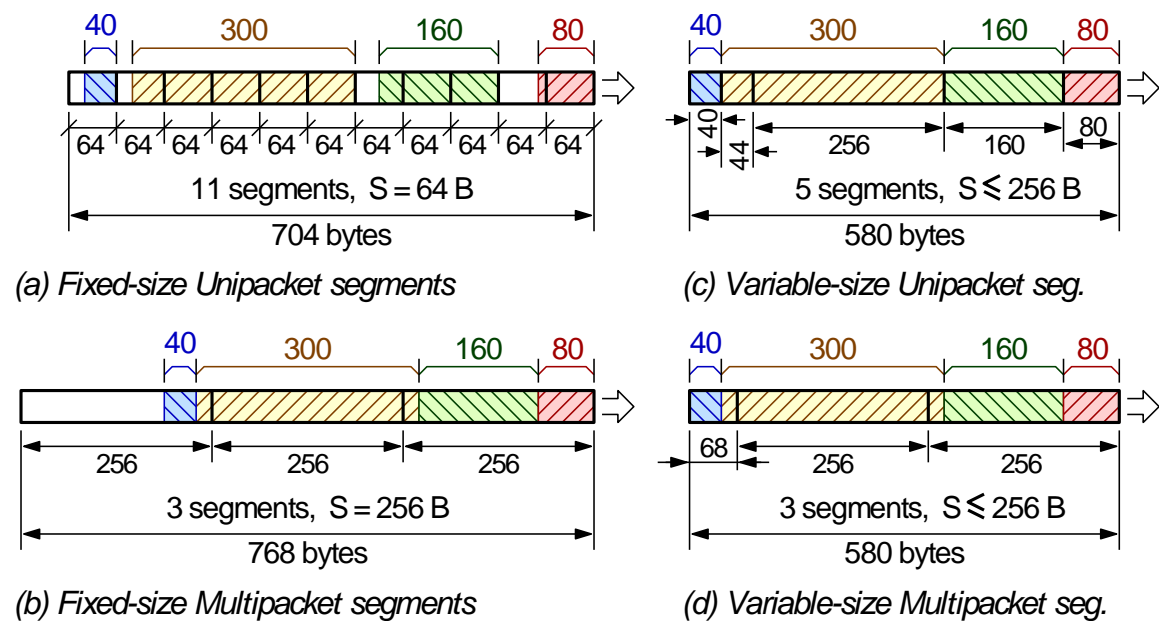 40 300 160 80
64 64 64 64 64 64 64 64 64 64 64
11 segments, S = 64 B
704 bytes
(a) Fixed-size Unipacket segments
40 300 160 80
40 44 256 160 80
5 segments, S ≤ 256 B
580 bytes
(c) Variable-size Unipacket seg.
40 300 160 80
256 256 256
3 segments, S = 256 B
768 bytes
(b) Fixed-size Multipacket segments
40 300 160 80
68 256 256
3 segments, S ≤ 256 B
580 bytes
(d) Variable-size Multipacket seg.